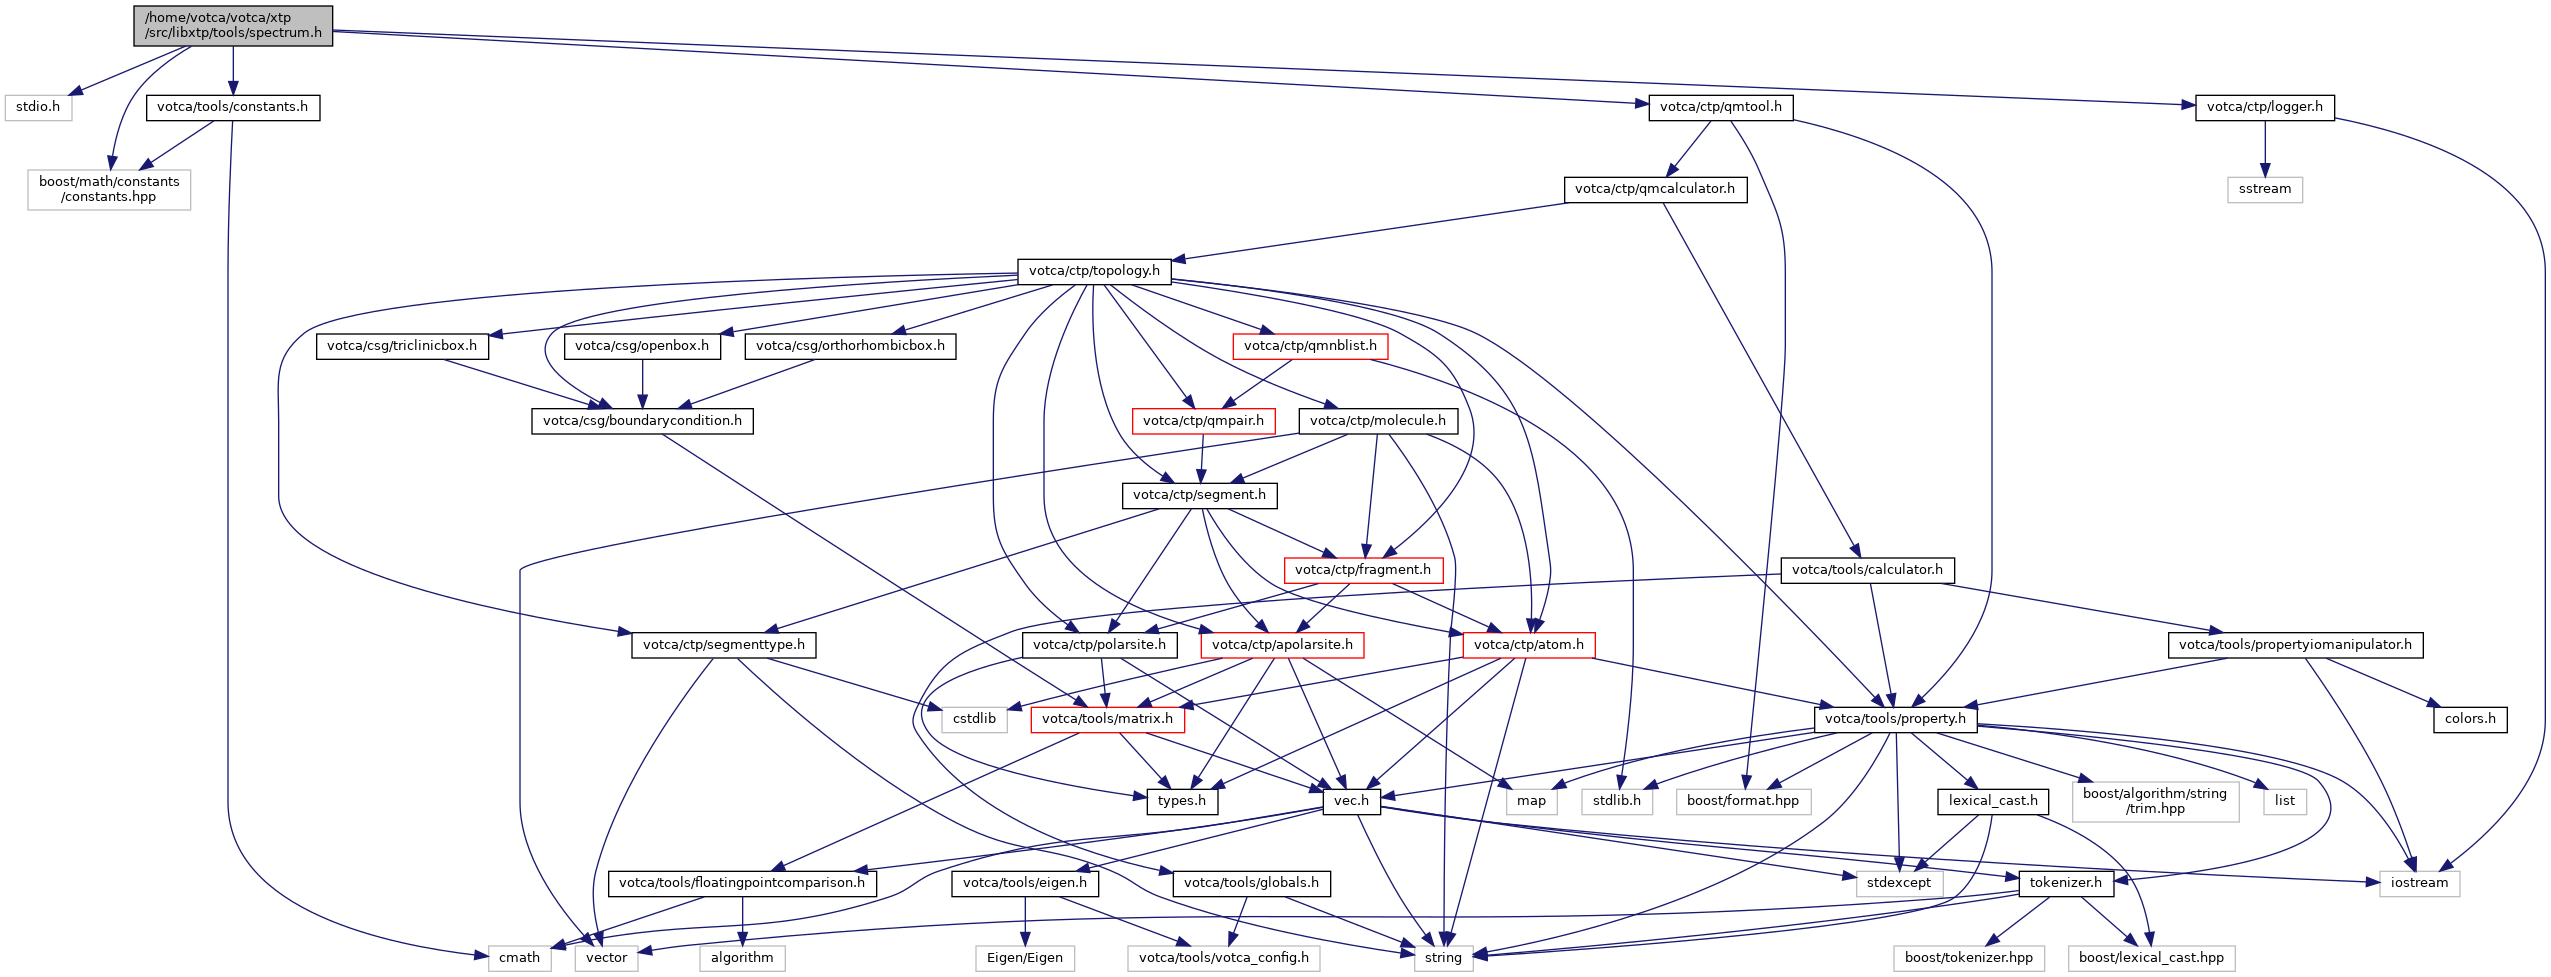 /home/votca/votca/xtp
/src/libxtp/tools/spectrum.h
stdio.h
votca/tools/constants.h
votca/ctp/qmtool.h
votca/ctp/logger.h
boost/math/constants
/constants.hpp
votca/ctp/qmcalculator.h
sstream
votca/ctp/topology.h
votca/csg/triclinicbox.h
votca/csg/openbox.h
votca/csg/orthorhombicbox.h
votca/ctp/qmnblist.h
votca/csg/boundarycondition.h
votca/ctp/qmpair.h
votca/ctp/molecule.h
votca/ctp/segment.h
votca/ctp/fragment.h
votca/tools/calculator.h
votca/ctp/segmenttype.h
votca/ctp/polarsite.h
votca/ctp/apolarsite.h
votca/ctp/atom.h
votca/tools/propertyiomanipulator.h
cstdlib
votca/tools/matrix.h
votca/tools/property.h
colors.h
types.h
vec.h
map
stdlib.h
boost/format.hpp
lexical_cast.h
boost/algorithm/string
/trim.hpp
list
votca/tools/floatingpointcomparison.h
votca/tools/eigen.h
votca/tools/globals.h
stdexcept
tokenizer.h
iostream
cmath
vector
algorithm
Eigen/Eigen
votca/tools/votca_config.h
string
boost/tokenizer.hpp
boost/lexical_cast.hpp